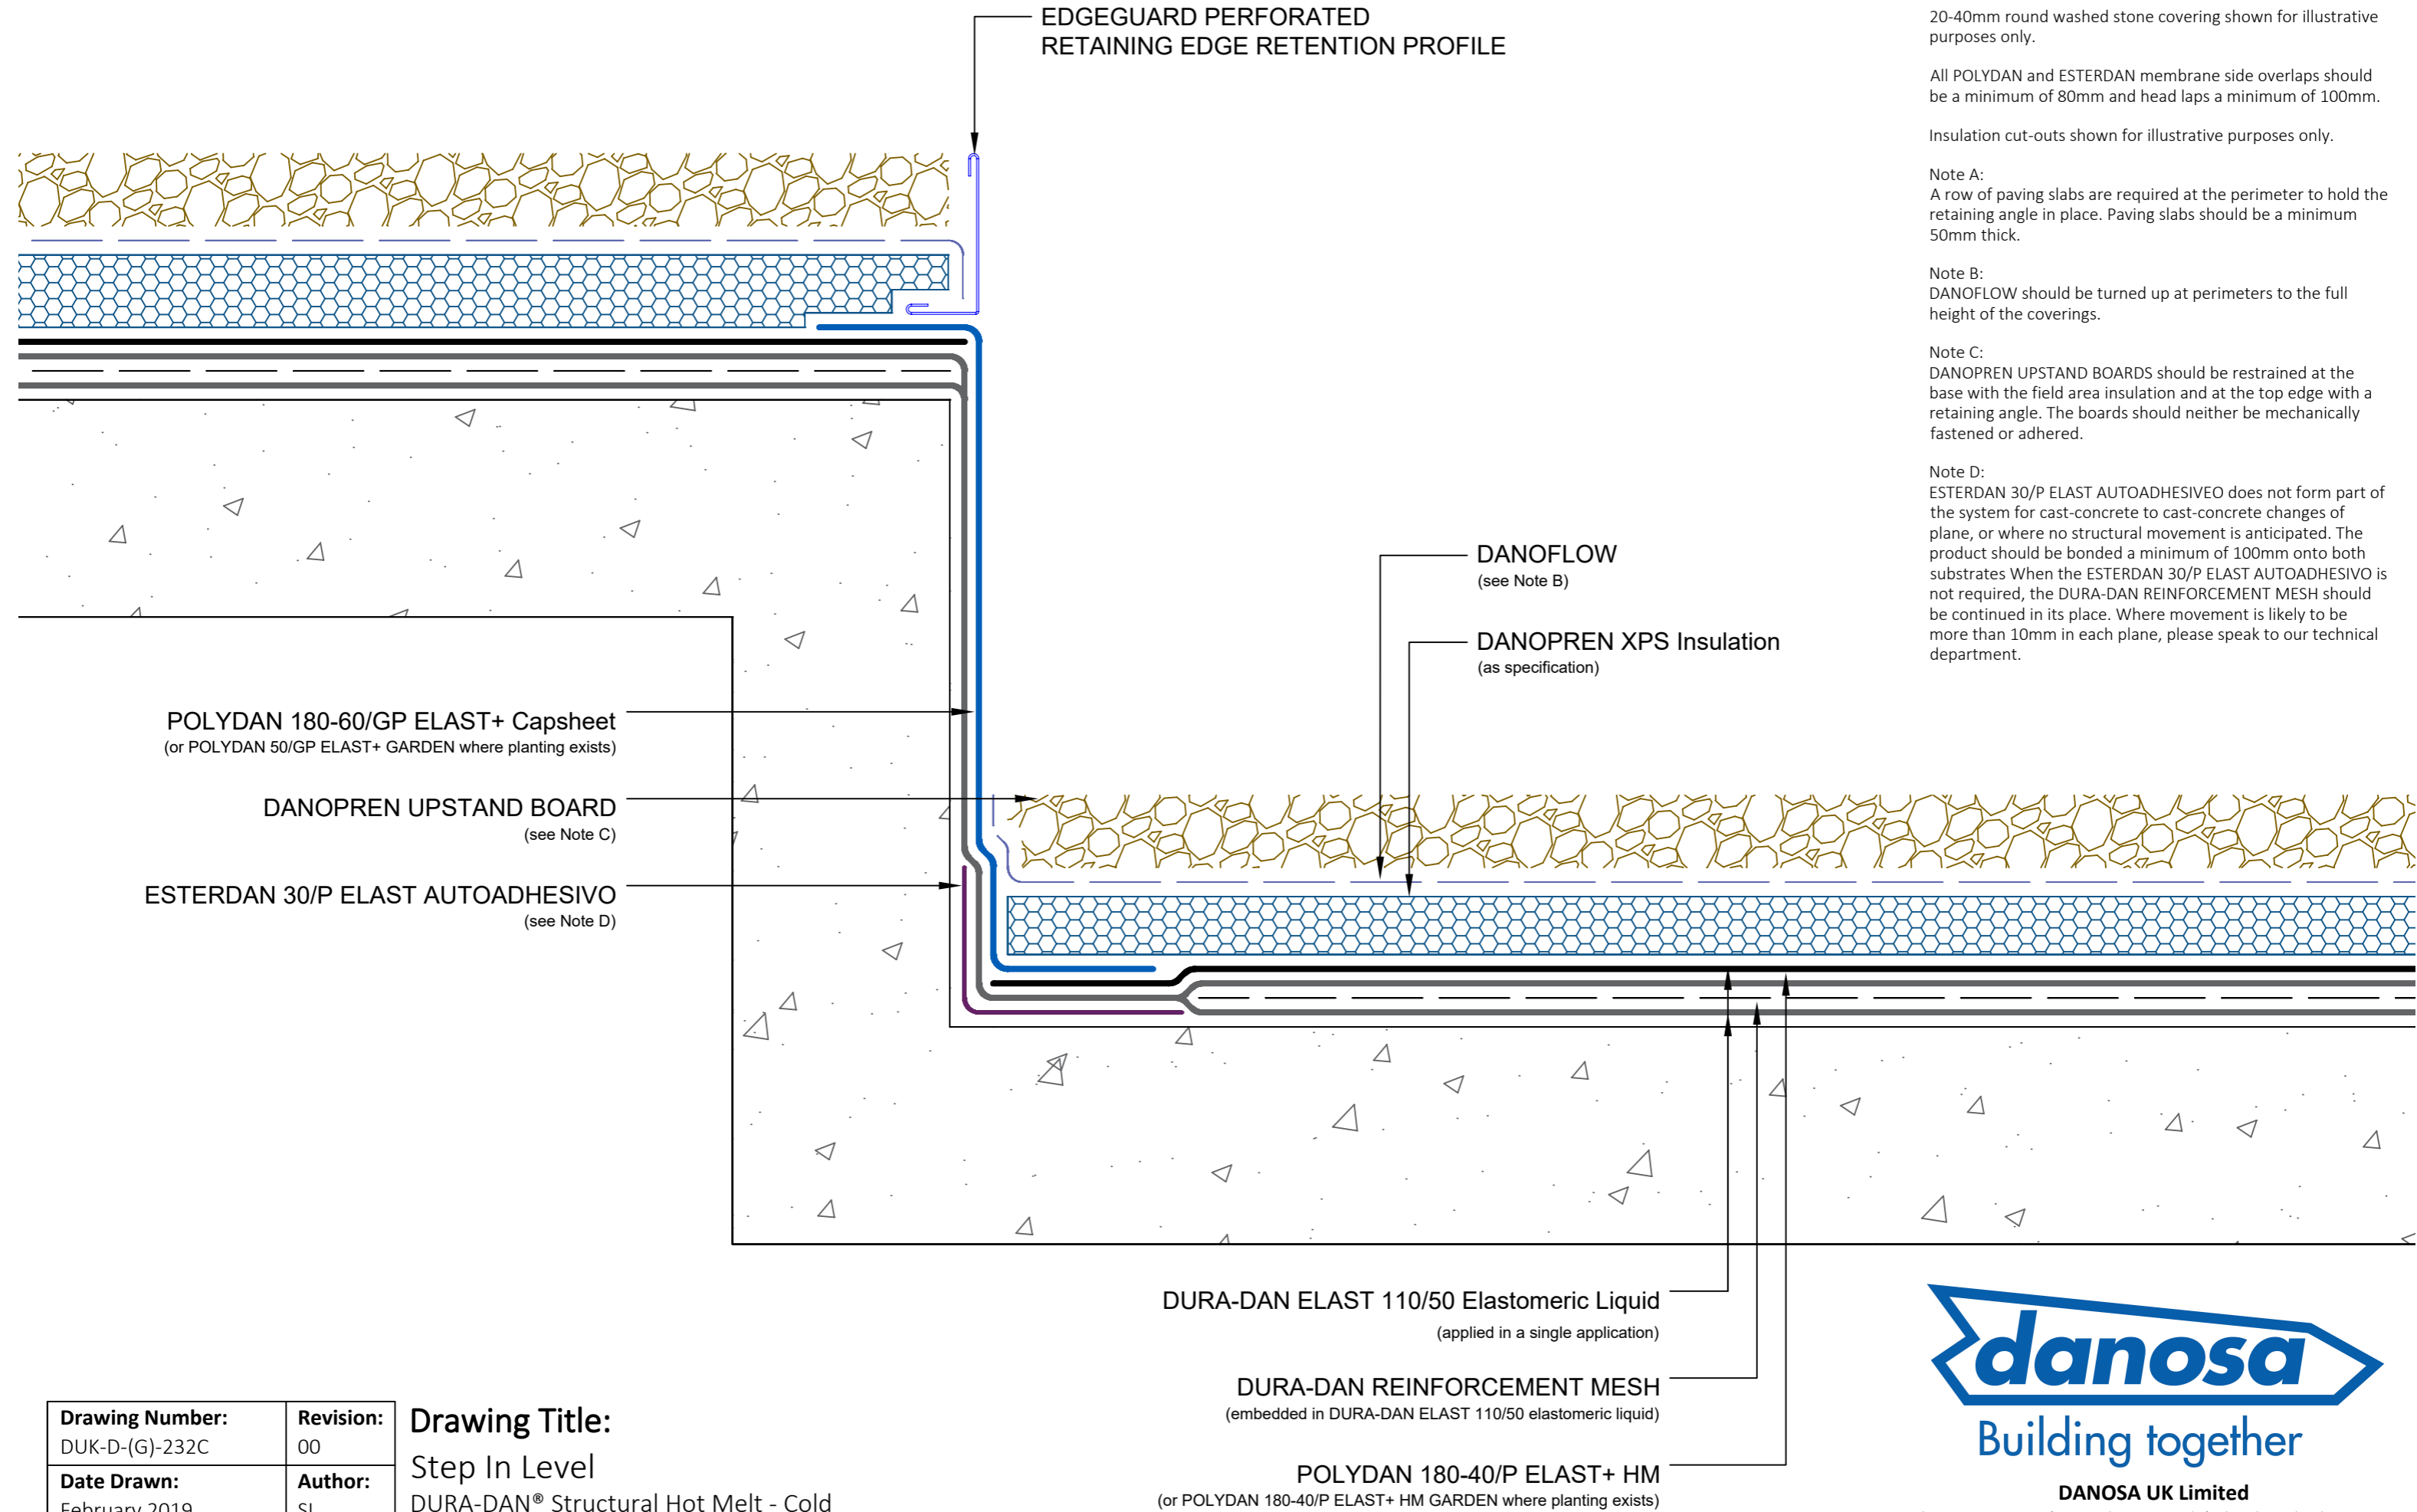 EDGEGUARD PERFORATED
RETAINING EDGE RETENTION PROFILE
20-40mm round washed stone covering shown for illustrative
purposes only.
All POLYDAN and ESTERDAN membrane side overlaps should
be a minimum of 80mm and head laps a minimum of 100mm.
Insulation cut-outs shown for illustrative purposes only.
Note A:
A row of paving slabs are required at the perimeter to hold the
retaining angle in place. Paving slabs should be a minimum
50mm thick.
Note B:
DANOFLOW should be turned up at perimeters to the full
height of the coverings.
Note C:
DANOPREN UPSTAND BOARDS should be restrained at the
base with the field area insulation and at the top edge with a
retaining angle. The boards should neither be mechanically
fastened or adhered.
Note D:
ESTERDAN 30/P ELAST AUTOADHESIVEO does not form part of
the system for cast-concrete to cast-concrete changes of
plane, or where no structural movement is anticipated. The
product should be bonded a minimum of 100mm onto both
substrates When the ESTERDAN 30/P ELAST AUTOADHESIVO is
not required, the DURA-DAN REINFORCEMENT MESH should
be continued in its place. Where movement is likely to be
more than 10mm in each plane, please speak to our technical
department.
DANOFLOW
(see Note B)
DANOPREN XPS Insulation
(as specification)
POLYDAN 180-60/GP ELAST+ Capsheet
(or POLYDAN 50/GP ELAST+ GARDEN where planting exists)
DANOPREN UPSTAND BOARD
(see Note C)
ESTERDAN 30/P ELAST AUTOADHESIVO
(see Note D)
DURA-DAN ELAST 110/50 Elastomeric Liquid
(applied in a single application)
DURA-DAN REINFORCEMENT MESH
(embedded in DURA-DAN ELAST 110/50 elastomeric liquid)
POLYDAN 180-40/P ELAST+ HM
(or POLYDAN 180-40/P ELAST+ HM GARDEN where planting exists)
Drawing Number:
DUK-D-(G)-232C
Revision:
00
Date Drawn:
February 2019
Author:
SL
Drawing Title:
Step In Level
DURA-DAN® Structural Hot Melt - Cold
danosa
Building together
DANOSA UK Limited